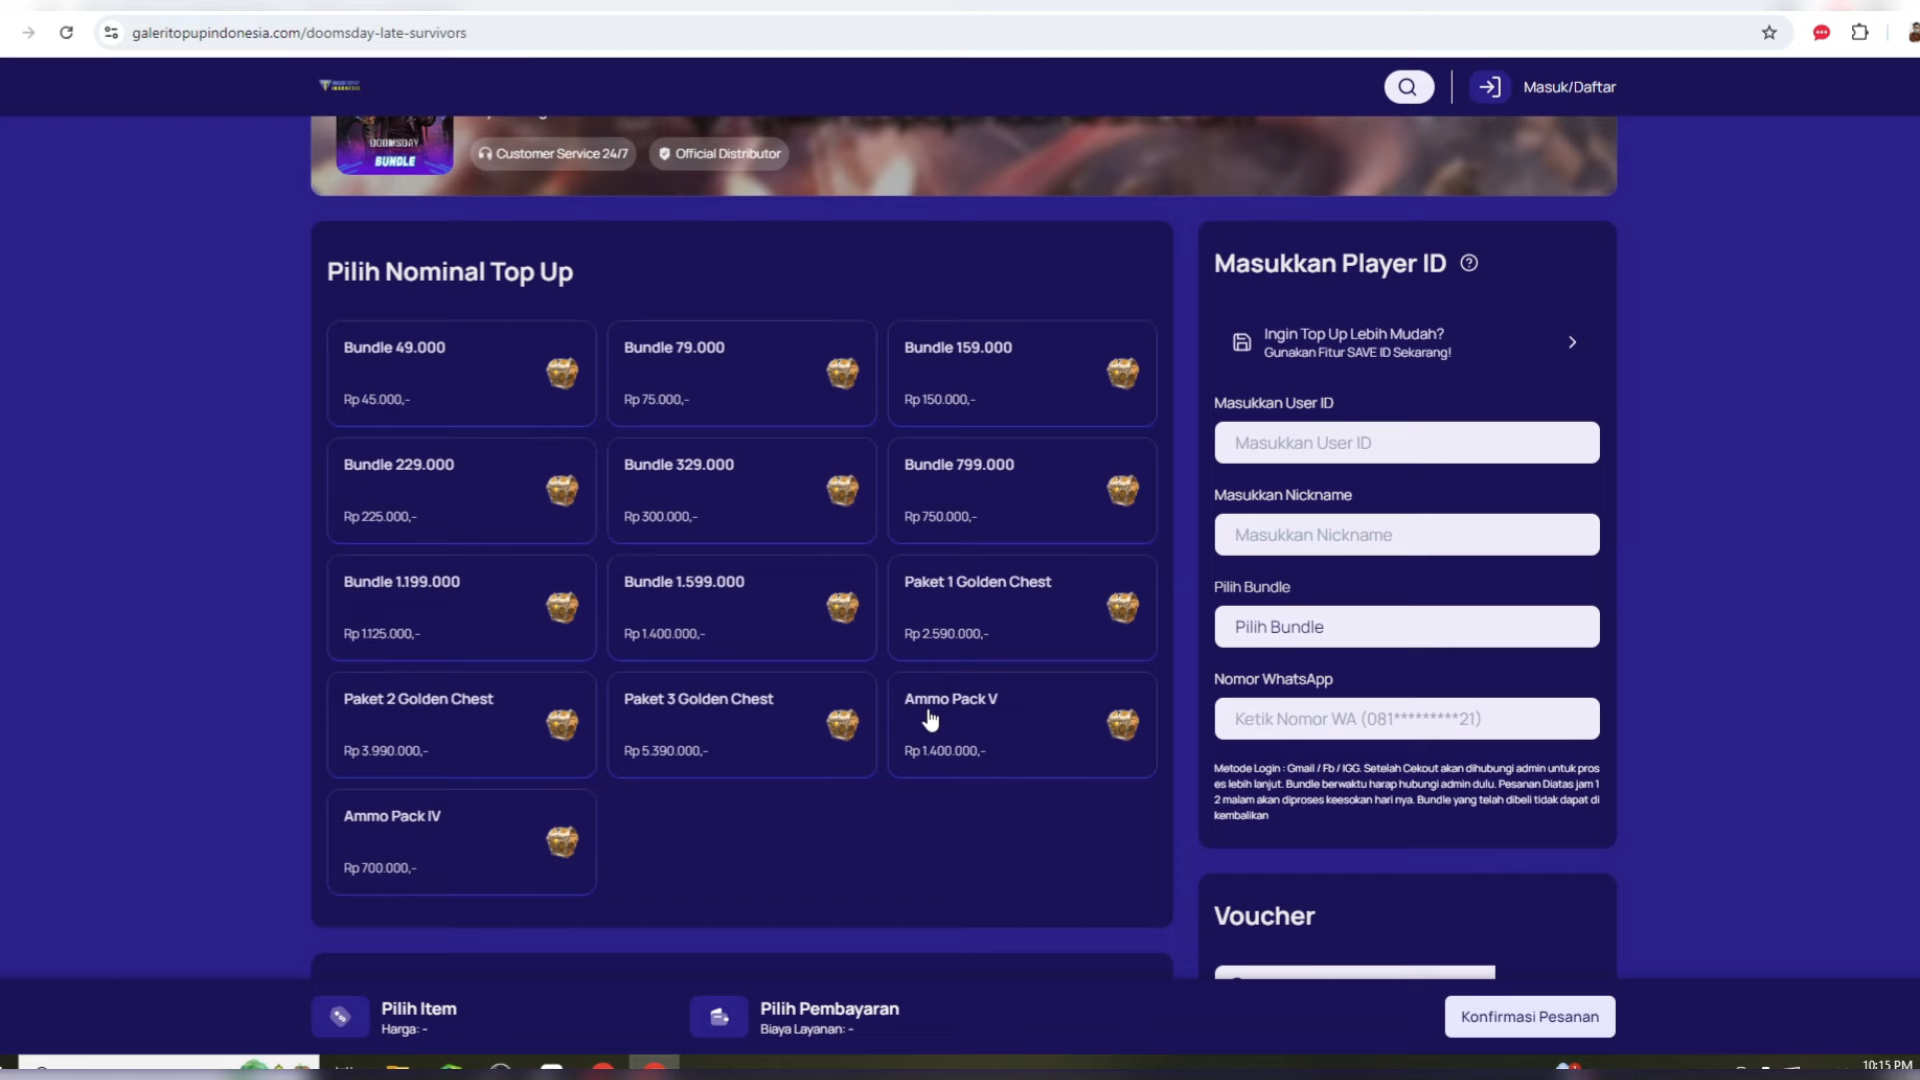 galeritopupindonesia.com/doomsday-late-survivors
INDONESIA
Masuk/Daftar
DOOMSDAY
BUNDLE
Customer Service 24/7
Official Distributor
Pilih Nominal Top Up
Bundle 49.000
Rp 45.000,-
Bundle 79.000
Rp 75.000,-
Bundle 159.000
Rp 150.000,-
Bundle 229.000
Rp 225.000,-
Bundle 329.000
Rp 300.000,-
Bundle 799.000
Rp 750.000,-
Bundle 1.199.000
Rp 1.125.000,-
Bundle 1.599.000
Rp 1.400.000,-
Paket 1 Golden Chest
Rp 2.590.000,-
Paket 2 Golden Chest
Rp 3.990.000,-
Paket 3 Golden Chest
Rp 5.390.000,-
Ammo Pack V
Rp 1.400.000,-
Ammo Pack IV
Rp 700.000,-
Masukkan Player ID
Ingin Top Up Lebih Mudah?
Gunakan Fitur SAVE ID Sekarang!
Masukkan User ID
Masukkan User ID
Masukkan Nickname
Masukkan Nickname
Pilih Bundle
Pilih Bundle
Nomor WhatsApp
Ketik Nomor WA (081*********21)
Metode Login : Gmail / Fb / IGG. Setelah Cekout akan dihubungi admin untuk pros
es lebih lanjut. Bundle berwaktu harap hubungi admin dulu. Pesanan Diatas jam 1
2 malam akan diproses keesokan hari nya. Bundle yang telah dibeli tidak dapat di
kembalikan
Voucher
Pilih Item
Harga: -
Pilih Pembayaran
Biaya Layanan: -
Konfirmasi Pesanan
10:15 PM